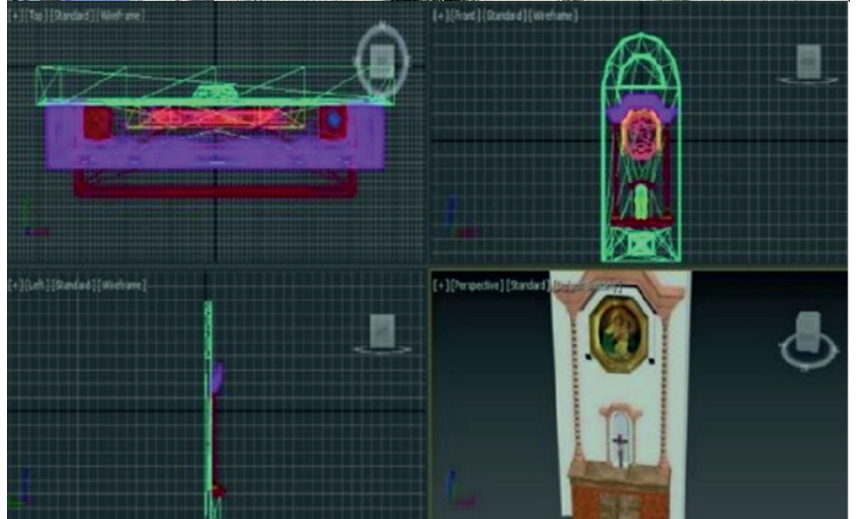 [+][Top][Standard][Wireframe]
[+][Front][Standard][Wireframe]
[+][Left][Standard][Wireframe]
[+][Perspective][Standard]